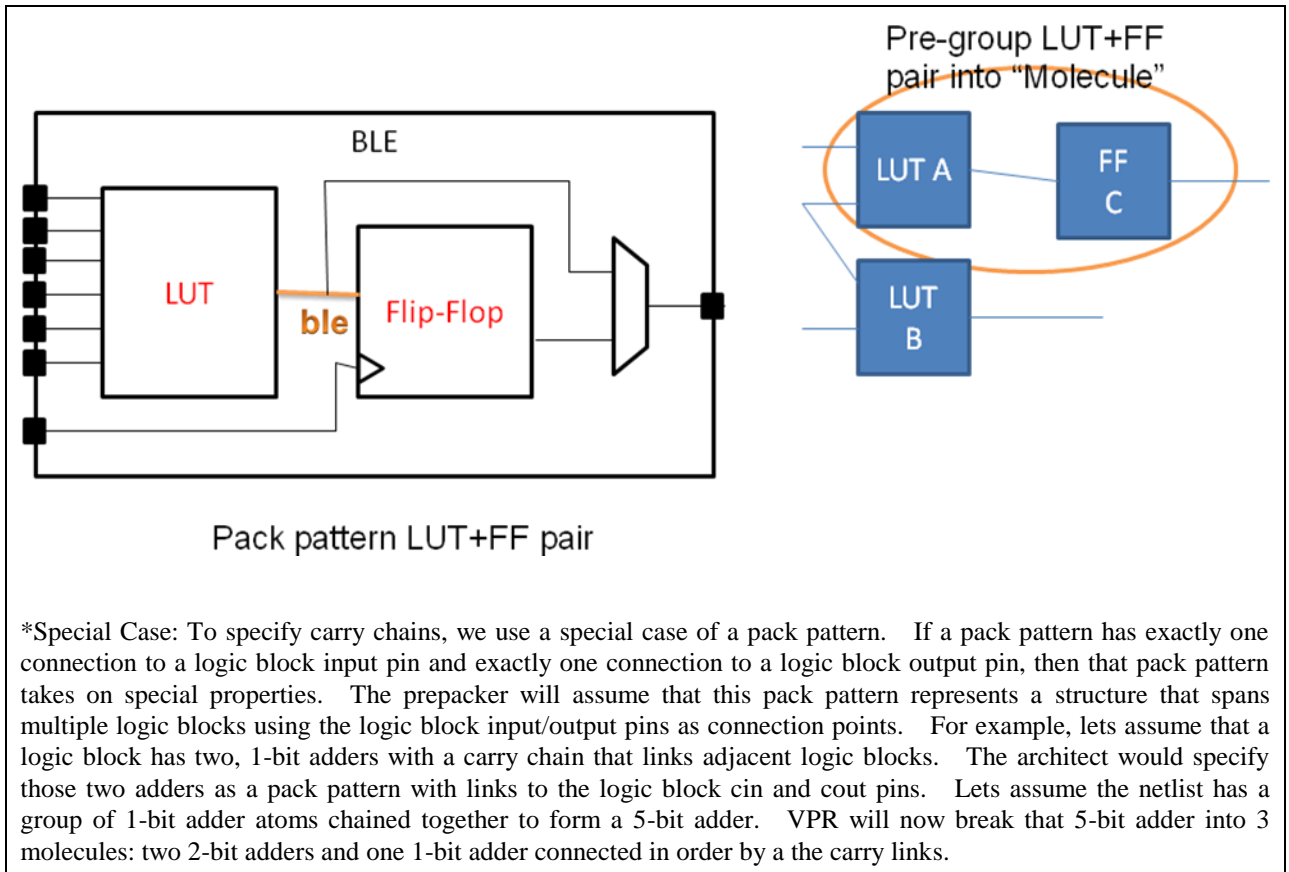 Pre-group LUT+FF
pair into “Molecule”
BLE
LUT
ble
Flip-Flop
LUT A
FF
C
LUT
B
Pack pattern LUT+FF pair
*Special Case: To specify carry chains, we use a special case of a pack pattern. If a pack pattern has exactly one
connection to a logic block input pin and exactly one connection to a logic block output pin, then that pack pattern
takes on special properties. The prepacker will assume that this pack pattern represents a structure that spans
multiple logic blocks using the logic block input/output pins as connection points. For example, lets assume that a
logic block has two, 1-bit adders with a carry chain that links adjacent logic blocks. The architect would specify
those two adders as a pack pattern with links to the logic block cin and cout pins. Lets assume the netlist has a
group of 1-bit adder atoms chained together to form a 5-bit adder. VPR will now break that 5-bit adder into 3
molecules: two 2-bit adders and one 1-bit adder connected in order by a the carry links.